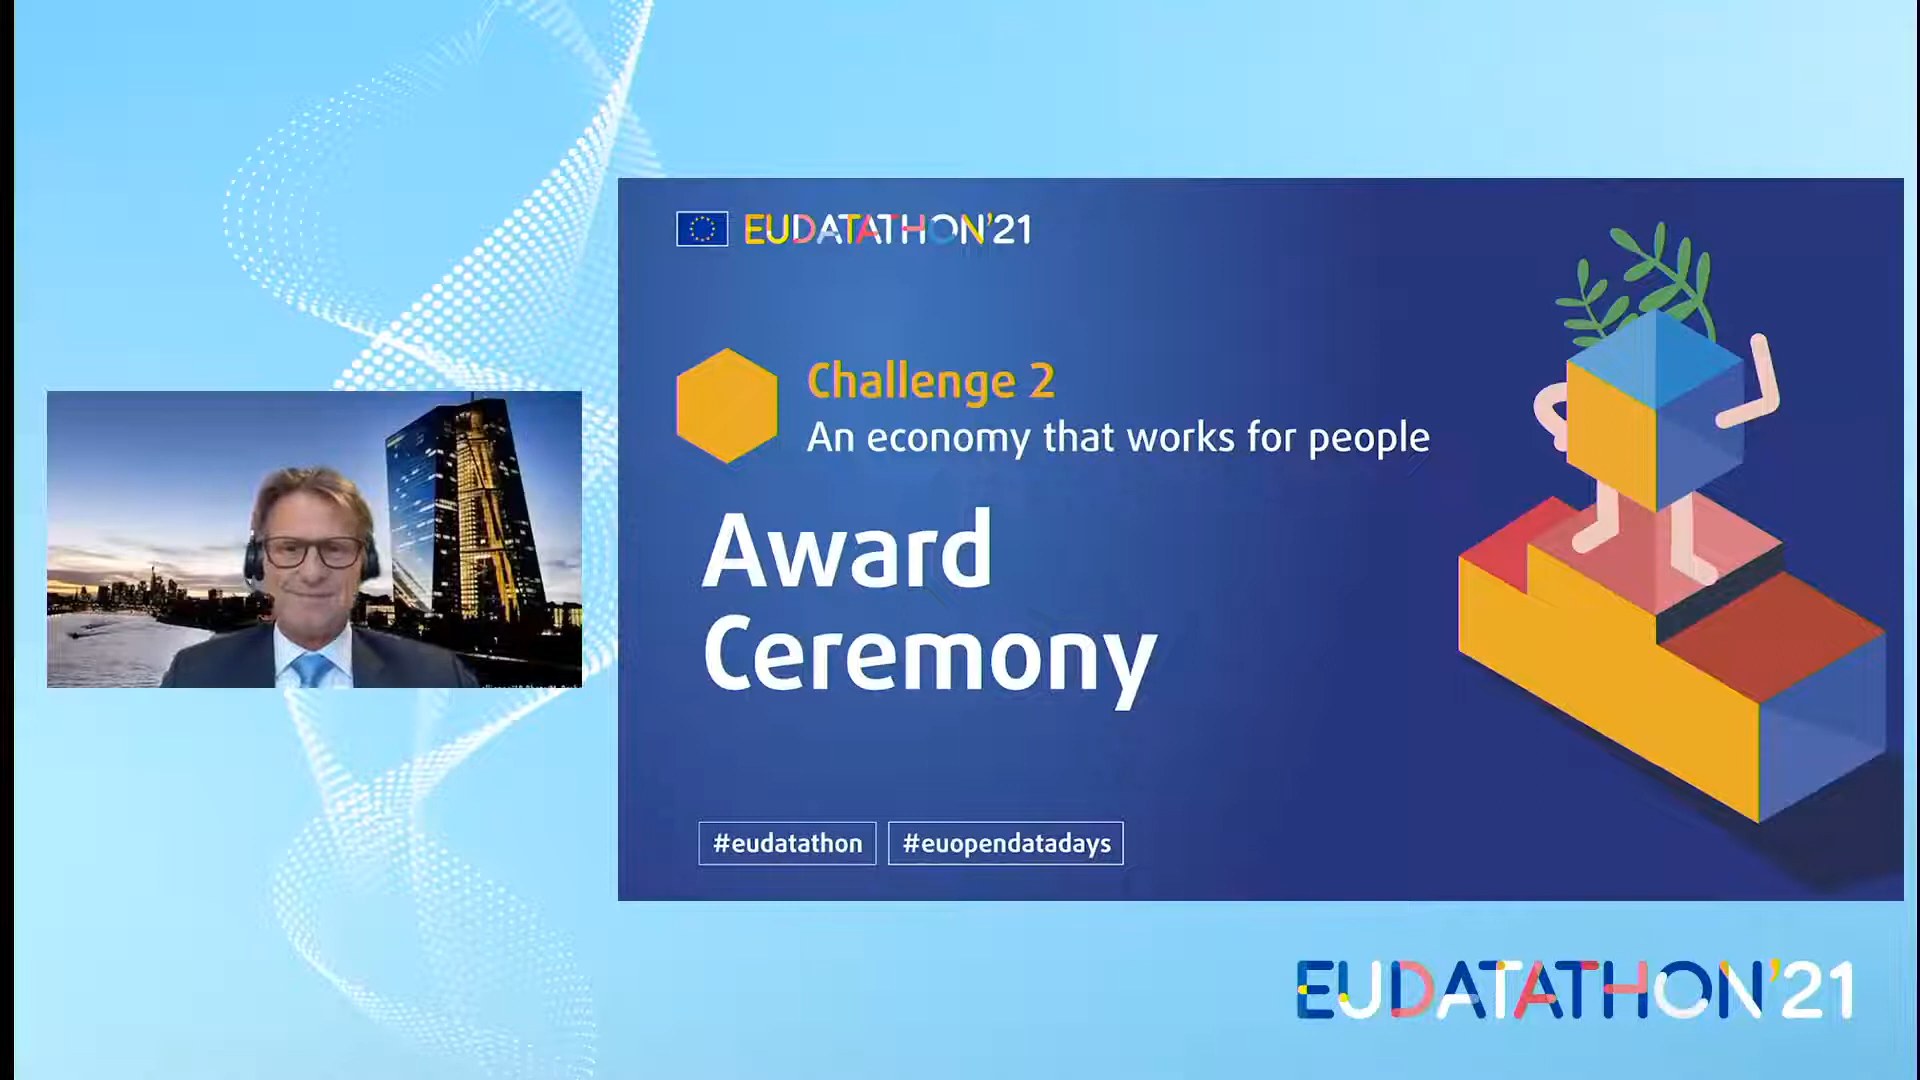 EUDATATHON'21
Challenge 2
An economy that works for people
Award
Ceremony
#eudatathon
#euopendatadays
EUDATATHON'21